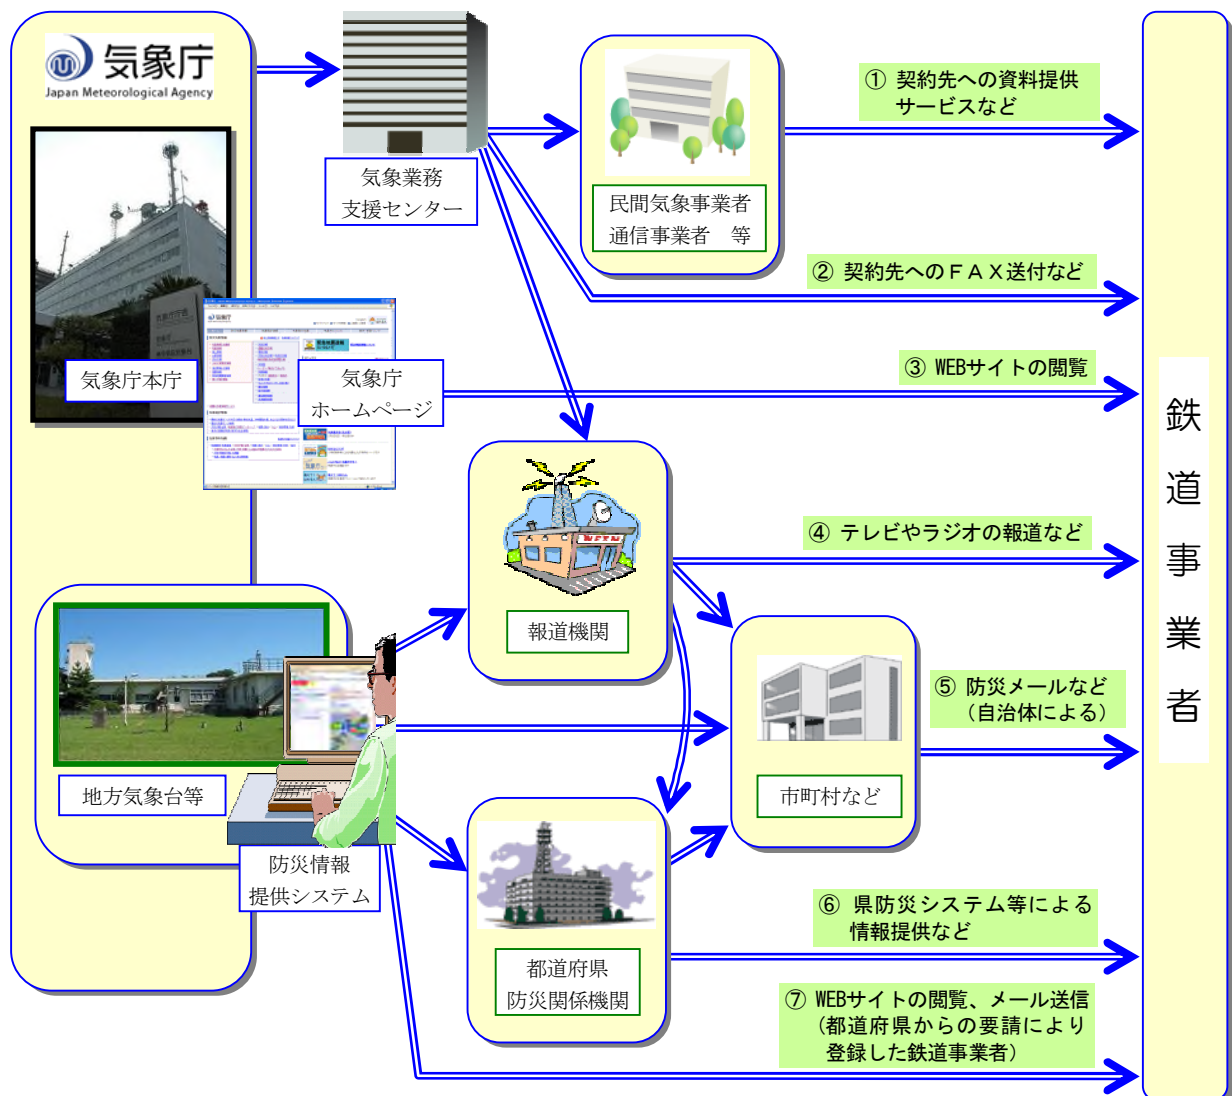 気象庁
Japan Meteorological Agency
気象庁本庁
気象庁
ホームページ
気象業務
支援センター
民間気象事業者
通信事業者　等
① 契約先への資料提供
サービスなど
② 契約先へのＦＡＸ送付など
③ WEBサイトの閲覧
報道機関
④ テレビやラジオの報道など
地方気象台等
防災情報
提供システム
市町村など
⑤ 防災メールなど
（自治体による）
都道府県
防災関係機関
⑥ 県防災システム等による
情報提供など
⑦ WEBサイトの閲覧、メール送信
（都道府県からの要請により
登録した鉄道事業者）
鉄道事業者